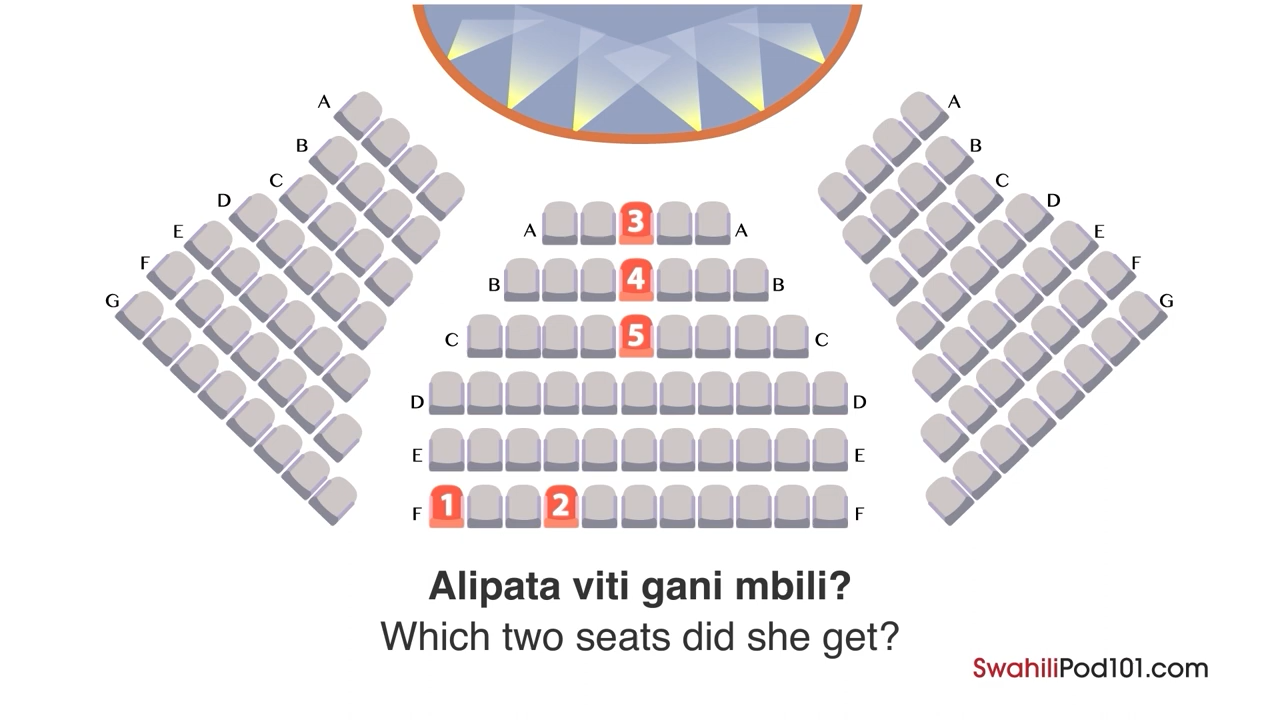 A
B
C
D
E
F
G
A
B
C
D
E
F
G
A 3 A
B 4 B
C 5 C
D D
E E
F 1 2 F
Alipata viti gani mbili?
Which two seats did she get?
SwahiliPod101.com